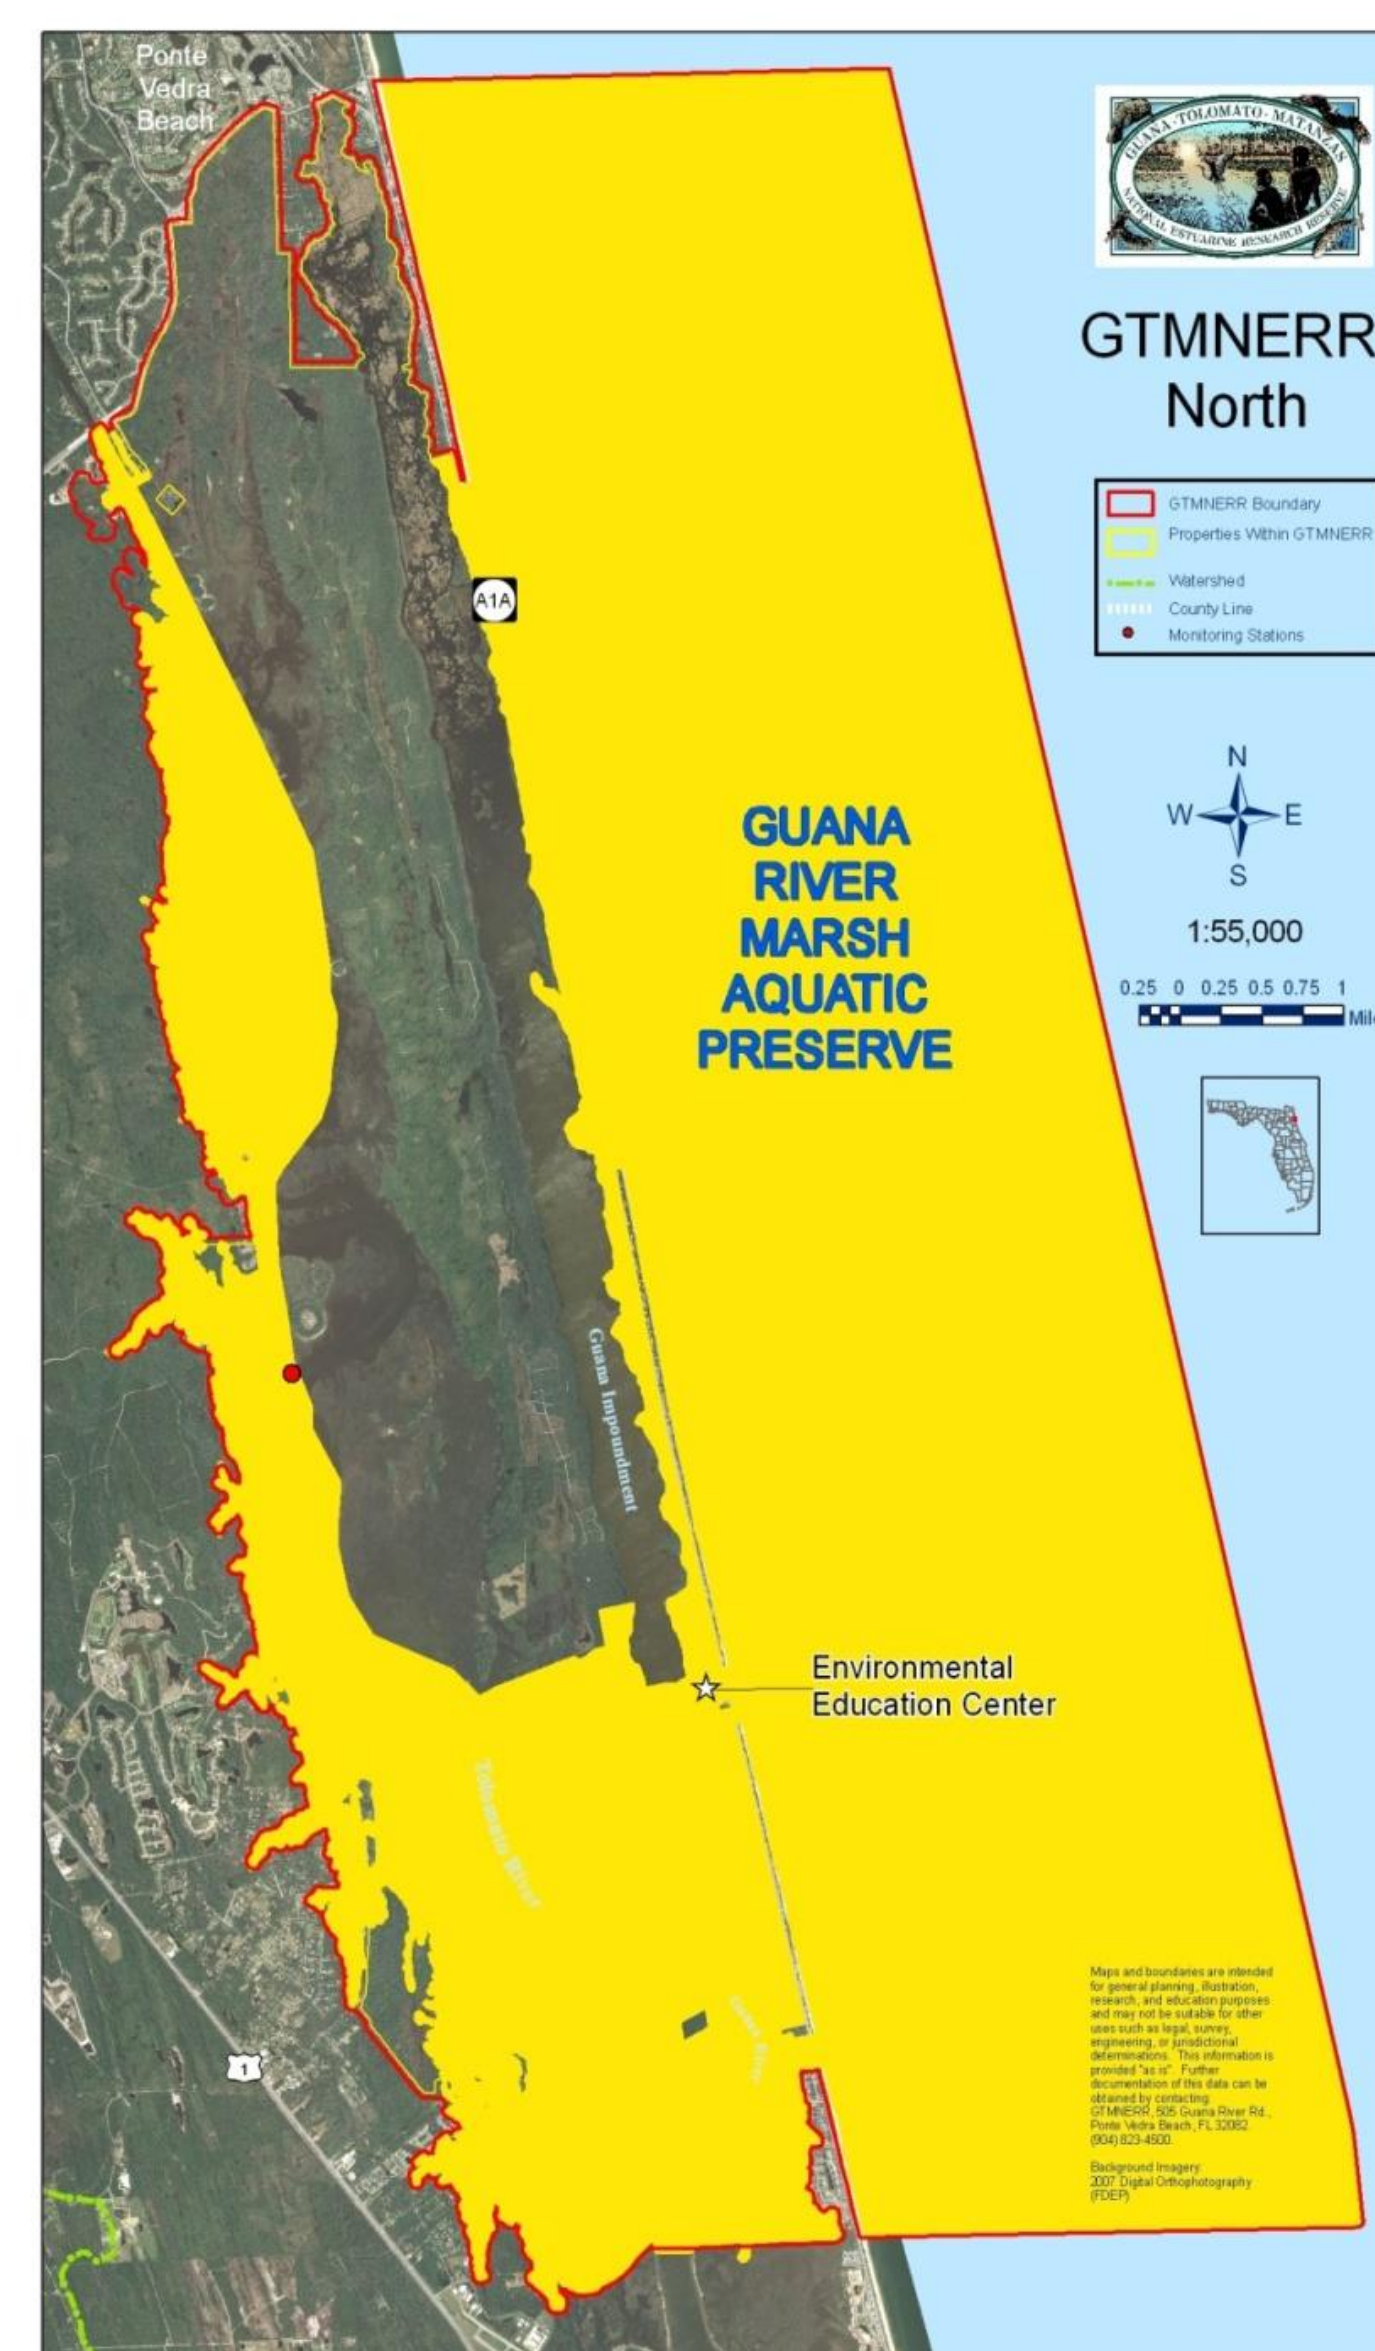 Ponte
Vedra
Beach
GUANA · TOLOMATO · MATANZAS
NATIONAL ESTUARINE RESEARCH RESERVE
GTMNERR
North
GTMNERR Boundary
Properties Within GTMNERR
Watershed
County Line
Monitoring Stations
A1A
N
W E
S
1:55,000
0.25 0 0.25 0.5 0.75 1
GUANA
RIVER
MARSH
AQUATIC
PRESERVE
Guana Impoundment
Environmental
Education Center
Tolomato River
1
Maps and boundaries are intended
for general planning, illustration,
research, and education purposes
and may not be suitable for other
uses such as legal, survey,
engineering, or jurisdictional
determinations. This information is
provided "as is". Further
documentation of this data can be
obtained by contacting
GTMNERR, 505 Guana River Rd.,
Ponte Vedra Beach, FL 32082.
(904) 823-4500.
Background Imagery:
2007 Digital Orthophotography
(FDEP)